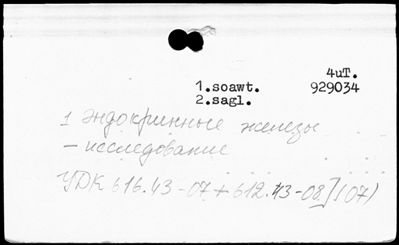 4uT.
1.soawt. 929034
2.sagl.
1 Эндокринные железы
- исследование
УДК 616.43-07+612.43-08](07)